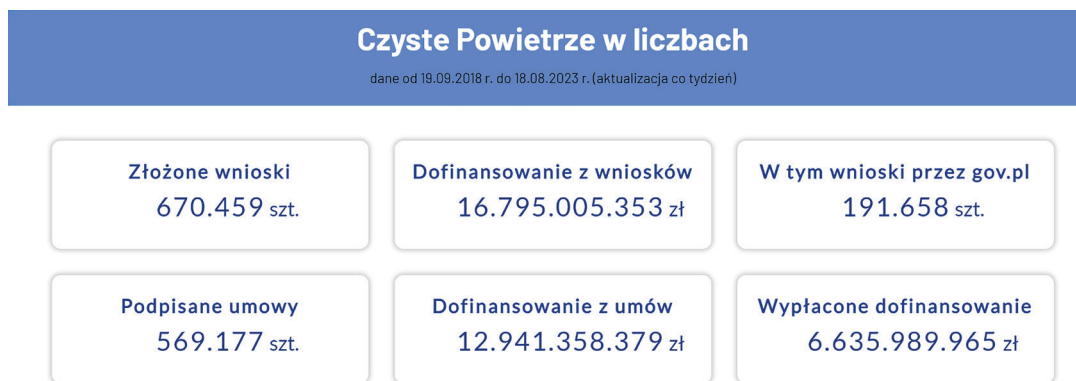 Czyste Powietrze w liczbach
dane od 19.09.2018 r. do 18.08.2023 r. (aktualizacja co tydzień)
Złożone wnioski
670.459 szt.
Dofinansowanie z wniosków
16.795.005.353 zł
W tym wnioski przez gov.pl
191.658 szt.
Podpisane umowy
569.177 szt.
Dofinansowanie z umów
12.941.358.379 zł
Wypłacone dofinansowanie
6.635.989.965 zł